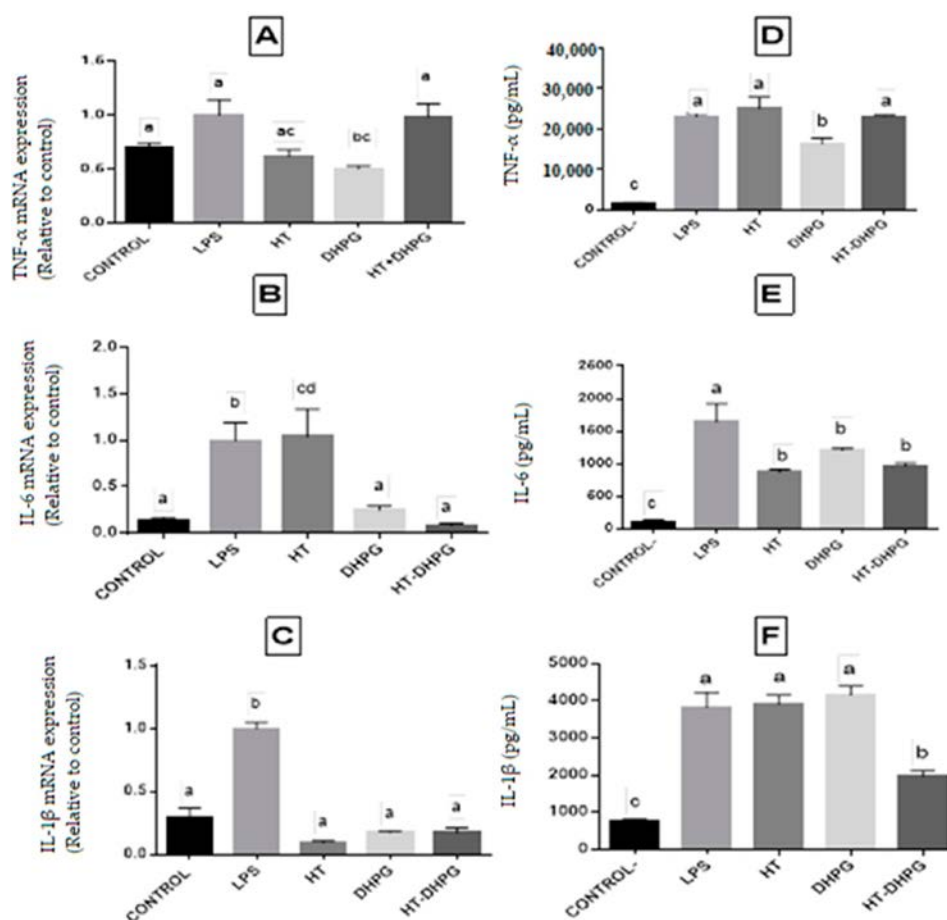 A
TNF-α mRNA expression
(Relative to control)
1.6
1.0
0.6
0.0
a
a
ac
bc
a
CONTROL
LPS
HT
DHPG
HT+DHPG
D
TNF-α (pg/mL)
40,000
30,000
20,000
10,000
0
c
a
a
b
a
CONTROL-
LPS
HT
DHPG
HT-DHPG
B
IL-6 mRNA expression
(Relative to control)
2.0
1.5
1.0
0.5
0.0
a
b
cd
a
a
CONTROL
LPS
HT
DHPG
HT-DHPG
E
IL-6 (pg/mL)
2600
2000
1600
1000
600
0
c
a
b
b
b
CONTROL-
LPS
HT
DHPG
HT-DHPG
C
IL-1β mRNA expression
(Relative to control)
1.5
1.0
0.5
0.0
a
b
a
a
a
CONTROL
LPS
HT
DHPG
HT-DHPG
F
IL-1β (pg/mL)
5000
4000
3000
2000
1000
0
c
a
a
a
b
CONTROL-
LPS
HT
DHPG
HT-DHPG